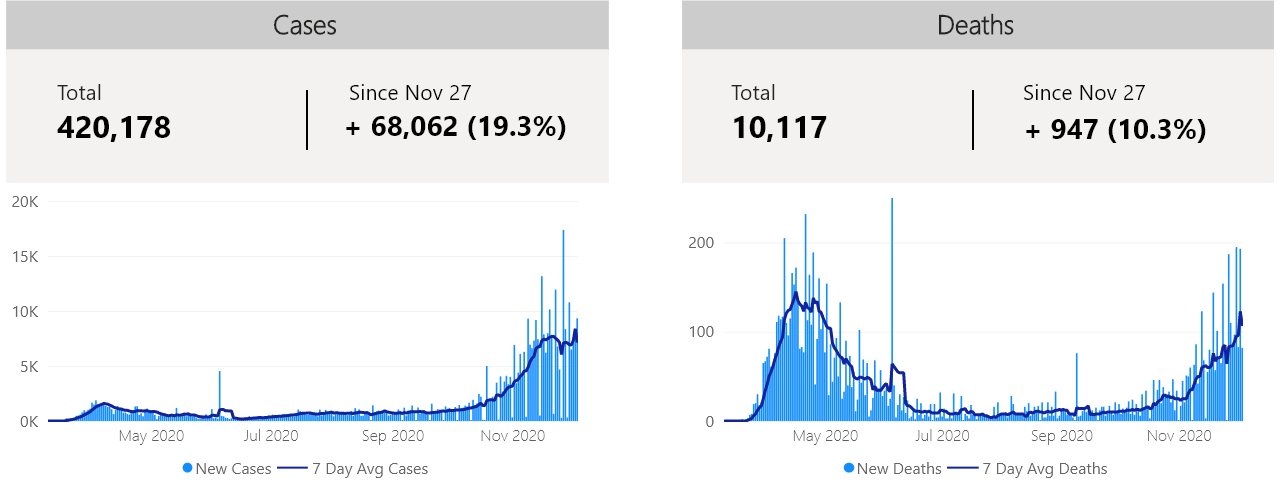 Cases
Total
Since Nov 27
420,178
+ 68,062 (19.3%)
20K
15K
10K
5K
0K
May 2020
Jul 2020
Sep 2020
Nov 2020
New Cases
7 Day Avg Cases
Deaths
Total
Since Nov 27
10,117
+ 947 (10.3%)
200
100
0
May 2020
Jul 2020
Sep 2020
Nov 2020
New Deaths
7 Day Avg Deaths